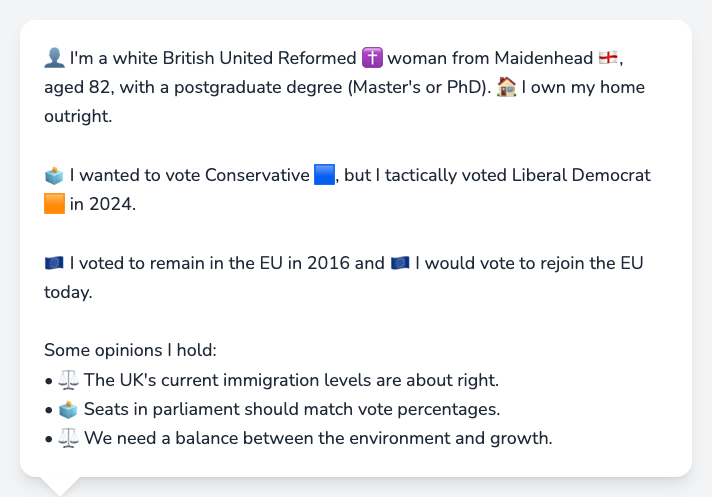 👤 I'm a white British United Reformed ✝️ woman from Maidenhead 🏴󠁧󠁢󠁥󠁮󠁧󠁿,
aged 82, with a postgraduate degree (Master's or PhD). 🏠 I own my home
outright.
🗳️ I wanted to vote Conservative 🟦, but I tactically voted Liberal Democrat
🟧 in 2024.
🇪🇺 I voted to remain in the EU in 2016 and 🇪🇺 I would vote to rejoin the EU
today.
Some opinions I hold:
• ⚖️ The UK's current immigration levels are about right.
• 🗳️ Seats in parliament should match vote percentages.
• ⚖️ We need a balance between the environment and growth.